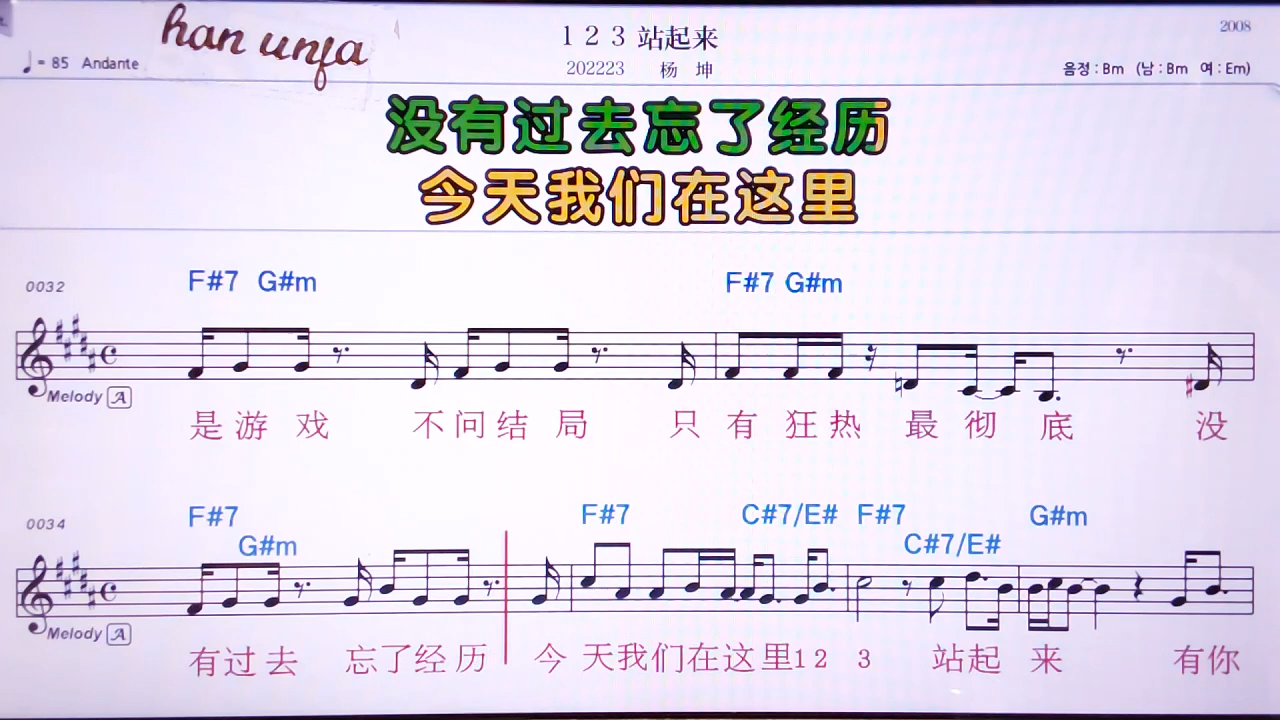 han unfa
1 2 3 站起来
2008
♩= 85 Andante
202223 杨 坤
음정 : Bm (남 : Bm 여 : Em)
没有过去忘了经历
今天我们在这里
0032
F#7 G#m F#7 G#m
Melody A
是 游 戏 不 问 结 局 只 有 狂 热 最 彻 底 没
0034
F#7 G#m F#7 C#7/E# F#7 C#7/E# G#m
Melody A
有 过 去 忘 了 经 历 今 天 我 们 在 这 里 1 2 3 站 起 来 有 你